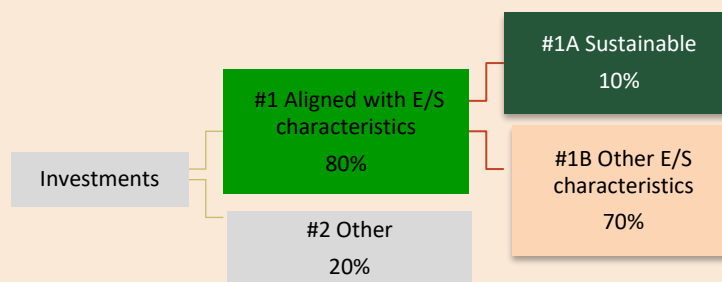 #1A Sustainable
10%
#1 Aligned with E/S
characteristics
80%
#1B Other E/S
characteristics
70%
Investments
#2 Other
20%